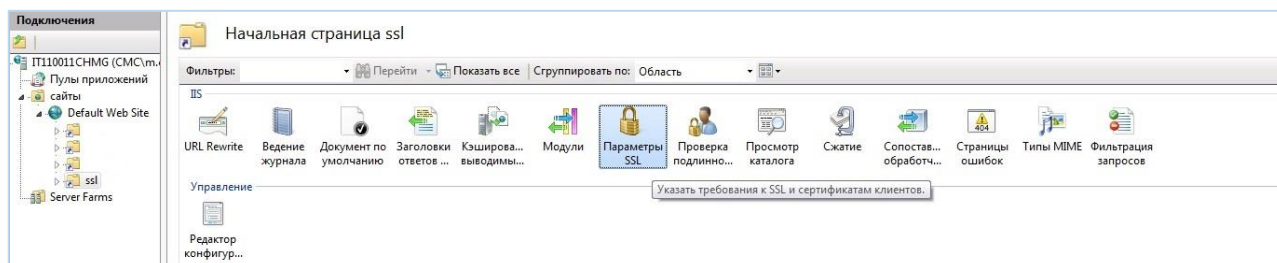 Подключения
IT110011CHMG (CMC\m.
Пулы приложений
сайты
Default Web Site
ssl
Server Farms
Начальная страница ssl
Фильтры: Перейти Показать все Сгруппировать по: Область
IIS
URL Rewrite Ведение журнала Документ по умолчанию Заголовки ответов ... Кэширова... выводимы... Модули Параметры SSL Проверка подлинно... Просмотр каталога Сжатие Сопостав... обработч... Страницы ошибок Типы MIME Фильтрация запросов
404
Указать требования к SSL и сертификатам клиентов.
Управление
Редактор
конфигур...